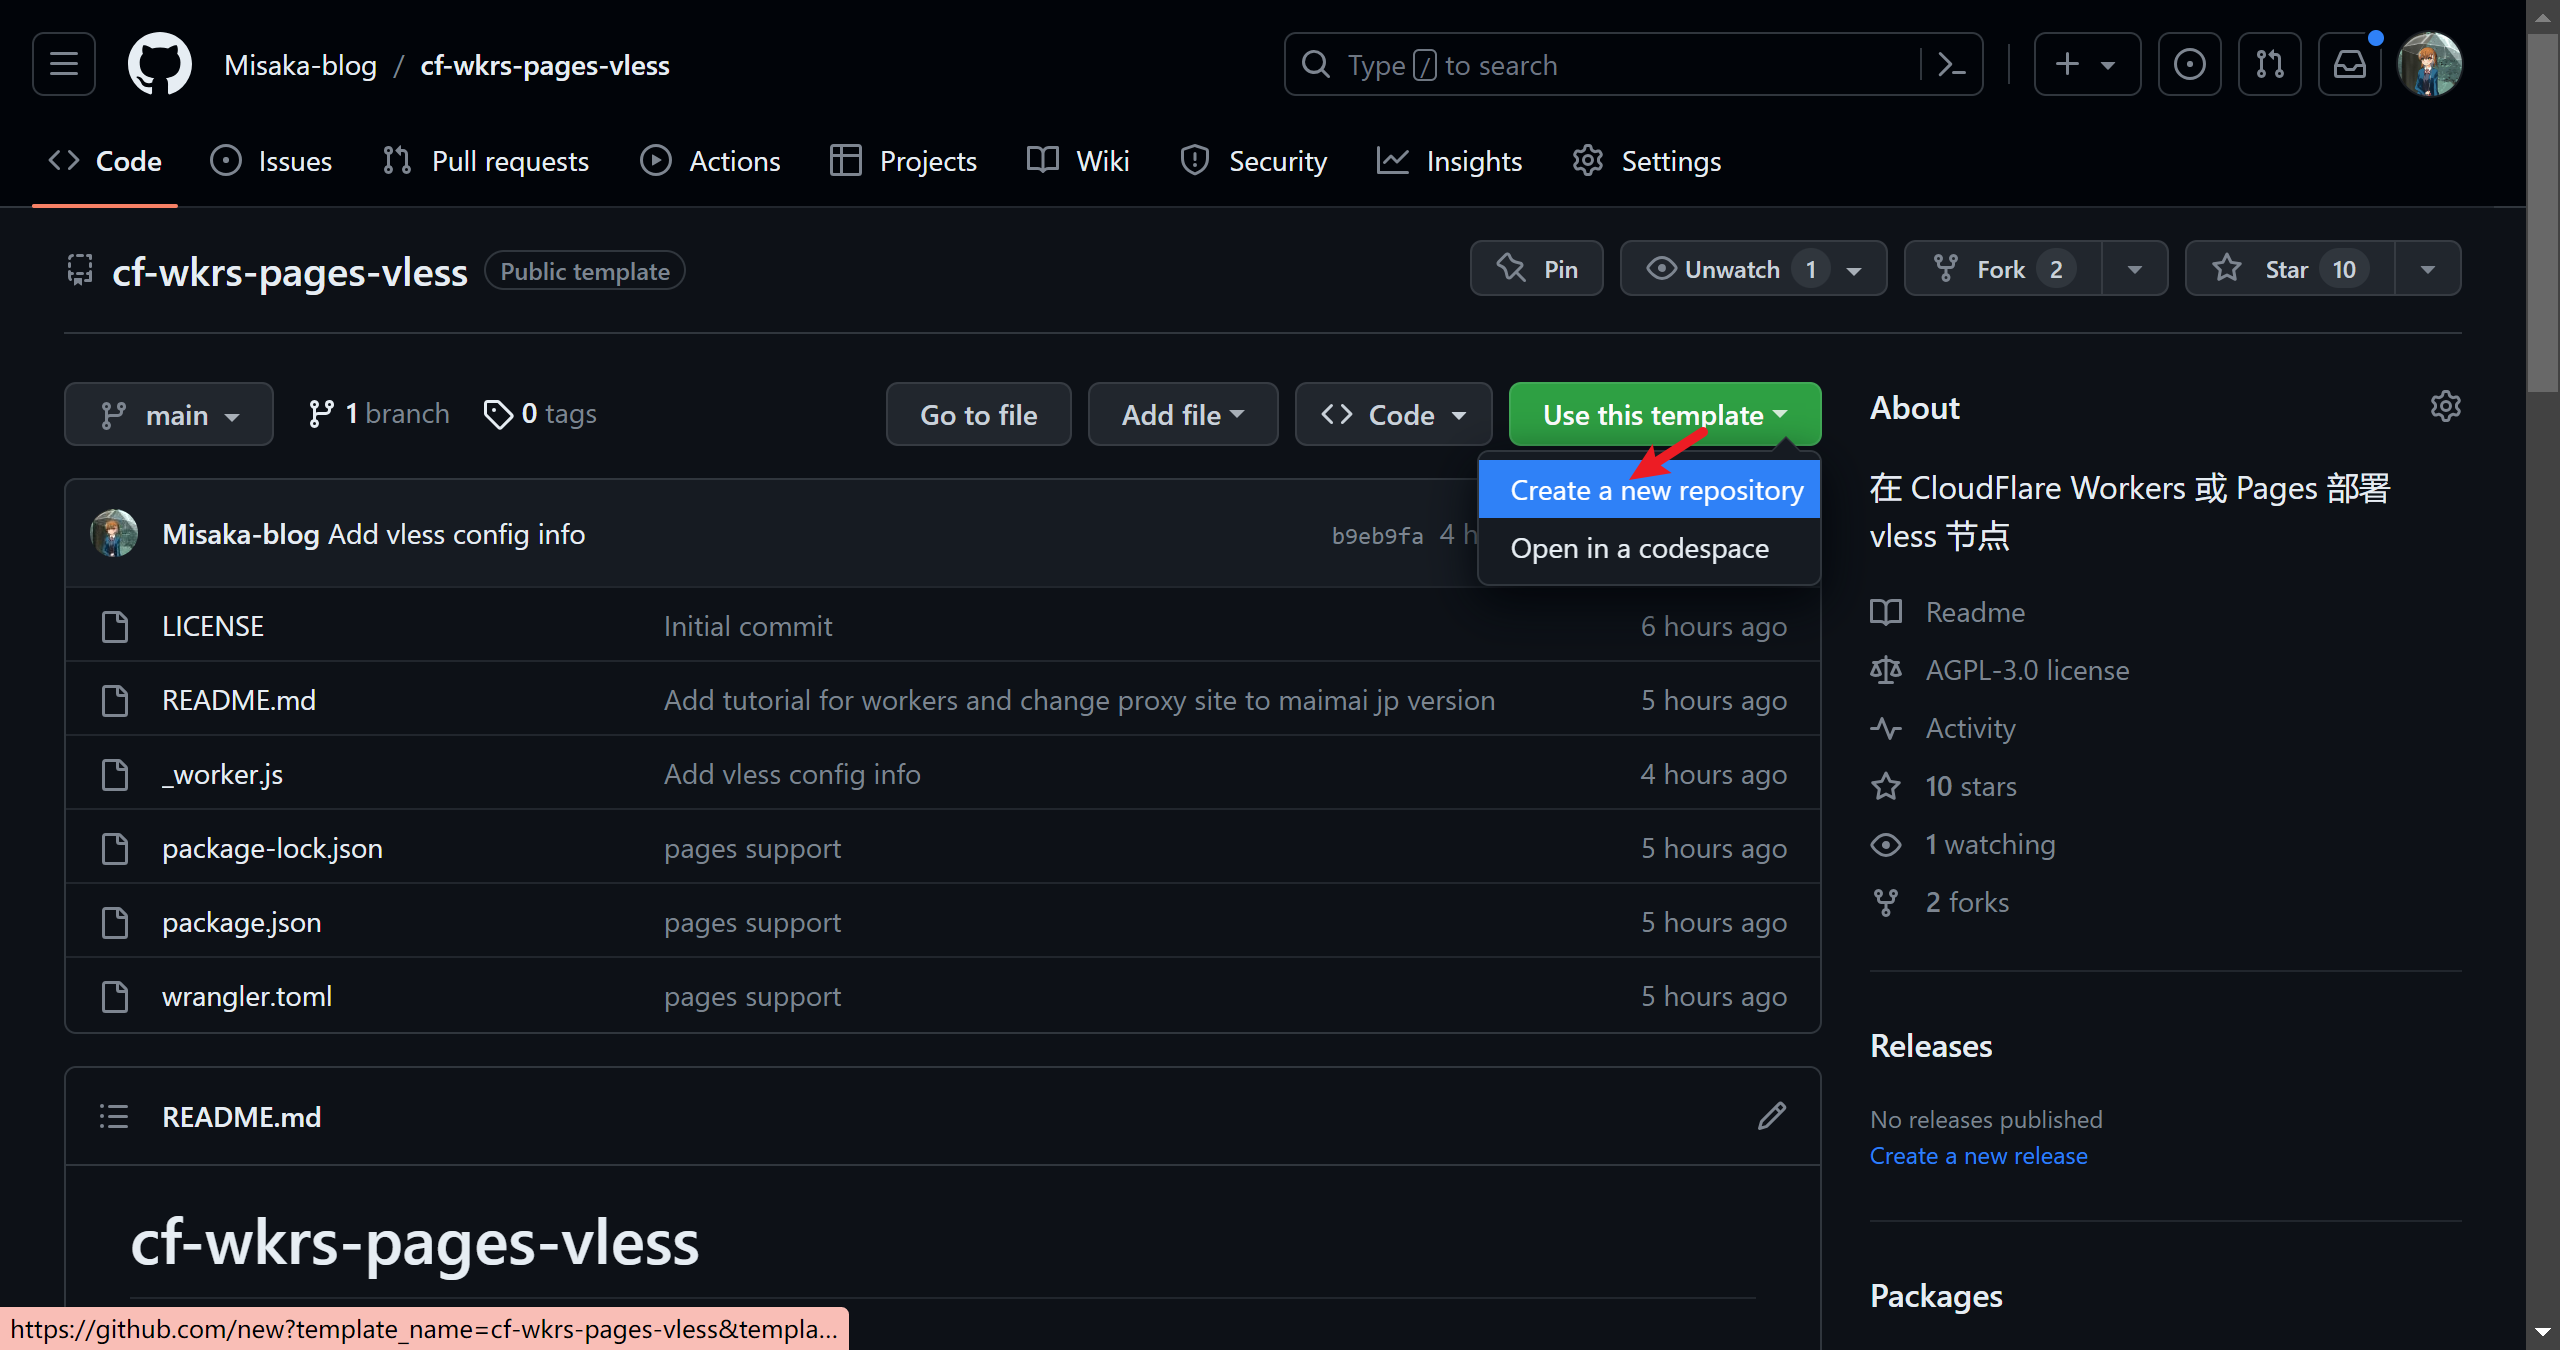 Misaka-blog / cf-wkrs-pages-vless
Type / to search
Code
Issues
Pull requests
Actions
Projects
Wiki
Security
Insights
Settings
cf-wkrs-pages-vless
Public template
Pin
Unwatch 1
Fork 2
Star 10
main
1 branch
0 tags
Go to file
Add file
Code
Use this template
Create a new repository
Open in a codespace
Misaka-blog Add vless config info
b9eb9fa 4 h
LICENSE Initial commit 6 hours ago
README.md Add tutorial for workers and change proxy site to maimai jp version 5 hours ago
_worker.js Add vless config info 4 hours ago
package-lock.json pages support 5 hours ago
package.json pages support 5 hours ago
wrangler.toml pages support 5 hours ago
README.md
cf-wkrs-pages-vless
About
在 CloudFlare Workers 或 Pages 部署
vless 节点
Readme
AGPL-3.0 license
Activity
10 stars
1 watching
2 forks
Releases
No releases published
Create a new release
Packages
https://github.com/new?template_name=cf-wkrs-pages-vless&templa...